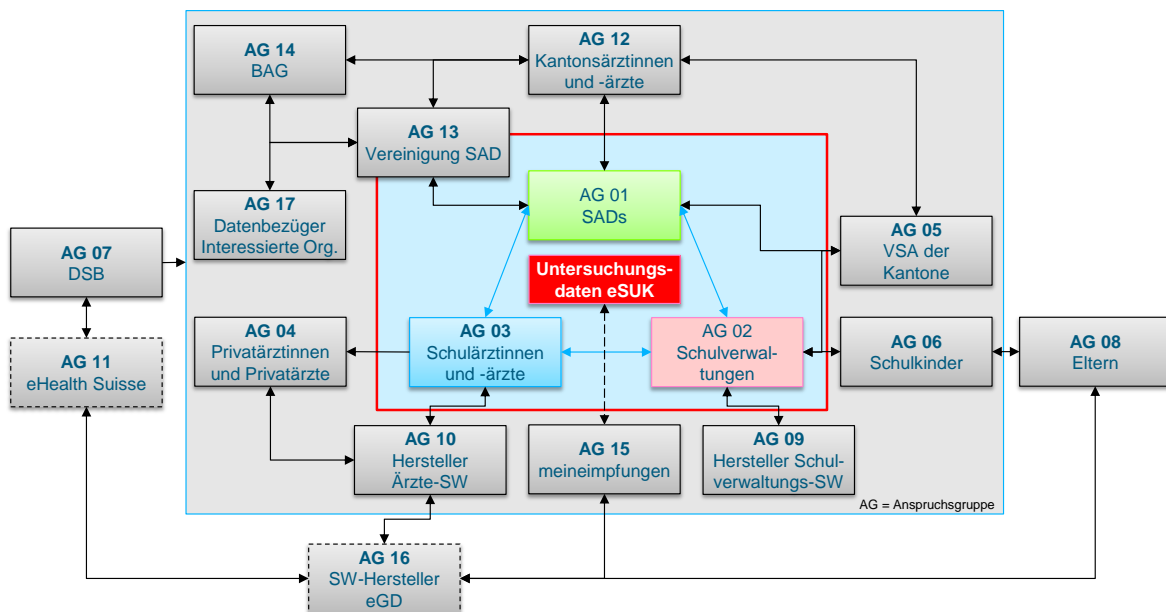 AG 14
BAG
AG 12
Kantonsärztinnen
und -ärzte
AG 13
Vereinigung SAD
AG 01
SADs
AG 17
Datenbezüger
Interessierte Org.
AG 07
DSB
AG 05
VSA der
Kantone
Untersuchungs-
daten eSUK
AG 11
eHealth Suisse
AG 04
Privatärztinnen
und Privatärzte
AG 03
Schulärztinnen
und -ärzte
AG 02
Schulverwal-
tungen
AG 06
Schulkinder
AG 08
Eltern
AG 10
Hersteller
Ärzte-SW
AG 15
meineimpfungen
AG 09
Hersteller Schul-
verwaltungs-SW
AG = Anspruchsgruppe
AG 16
SW-Hersteller
eGD